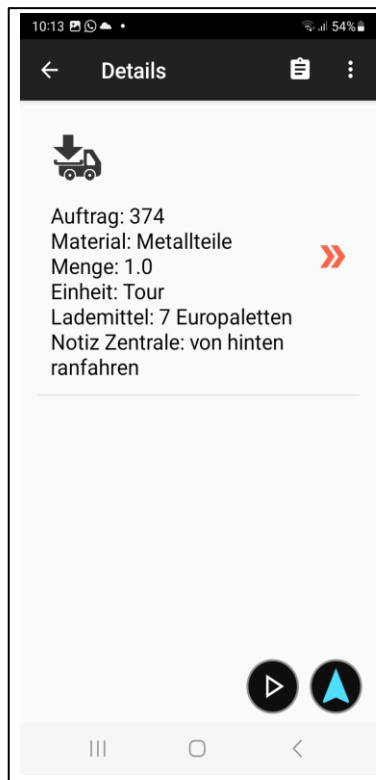 10:13
54%
Details
Auftrag: 374
Material: Metallteile
Menge: 1.0
Einheit: Tour
Lademittel: 7 Europaletten
Notiz Zentrale: von hinten
ranfahren